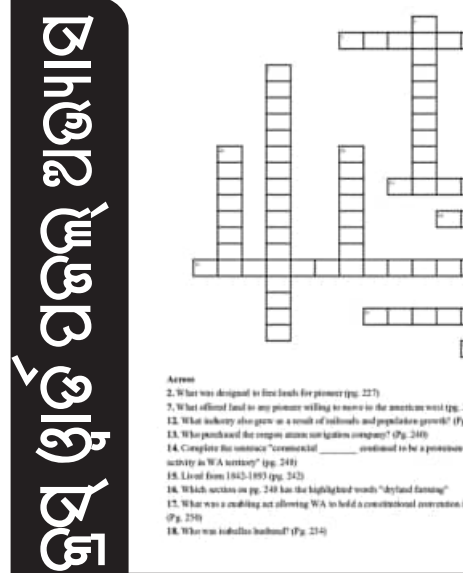 କ୍ରସ୍ ୱାର୍ଡ ପଜଲ୍ ଅଭ୍ୟାସ
Across
2. What was designed to free lands for pioneer (pg. 227)
7. What offered land to any pioneer willing to move to the american west (pg.
12. What industry also grew as a result of railroads and population growth? (P
13. Who purchased the oregon steam navigation company? (Pg. 240)
14. Complete the sentence "commercial ________ continued to be a prominen
activity in WA territory" (pg. 248)
15. Lived from 1842-1893 (pg. 242)
16. Which section on pg. 248 has the highlighted words "dryland farming"
17. What was a enabling act allowing WA to hold a constitutional convention
(Pg. 250)
18. Who was isabellas husband? (Pg. 234)